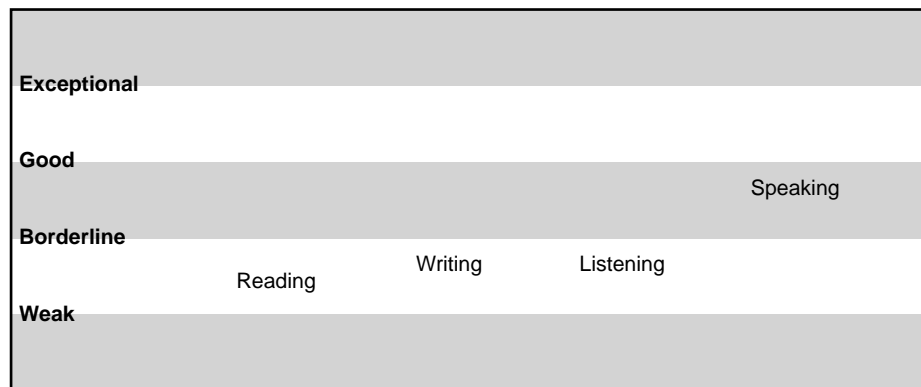 Exceptional
Good
Speaking
Borderline
Writing Listening
Reading
Weak